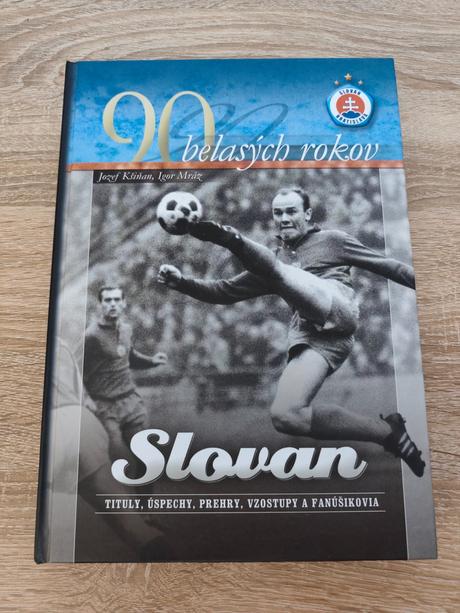 SLOVAN
BRATISLAVA
90
belasých rokov
Jozef Kšiňan, Igor Mráz
Slovan
TITULY, ÚSPECHY, PREHRY, VZOSTUPY A FANÚŠIKOVIA